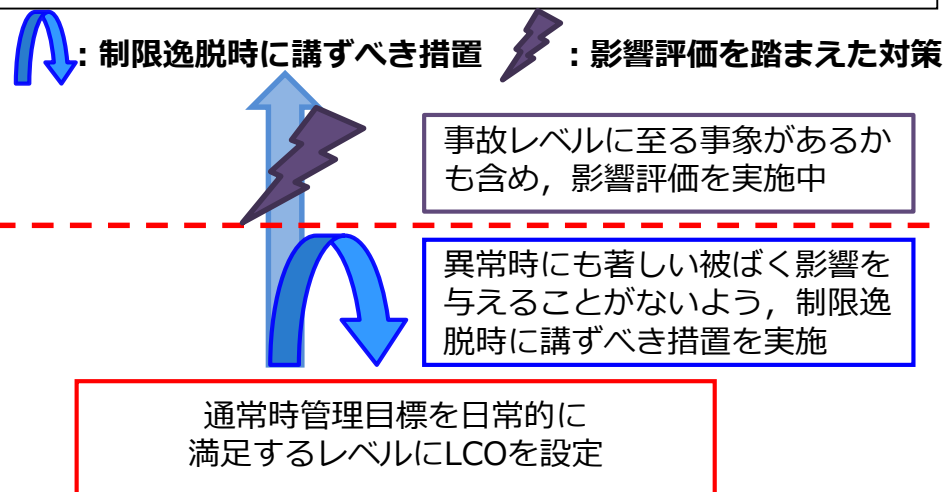 ：制限逸脱時に講ずべき措置 ：影響評価を踏まえた対策
事故レベルに至る事象があるか
も含め，影響評価を実施中
異常時にも著しい被ばく影響を
与えることがないよう，制限逸
脱時に講ずべき措置を実施
通常時管理目標を日常的に
満足するレベルにLCOを設定